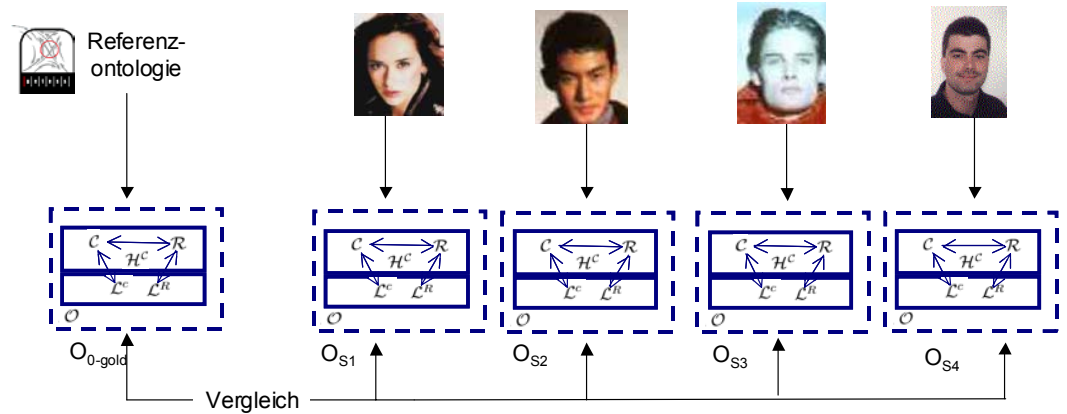 Referenz-
ontologie
C R
H^C
L^C L^R
O
C R
H^C
L^C L^R
O
C R
H^C
L^C L^R
O
C R
H^C
L^C L^R
O
C R
H^C
L^C L^R
O
O0-gold
OS1
OS2
OS3
OS4
Vergleich